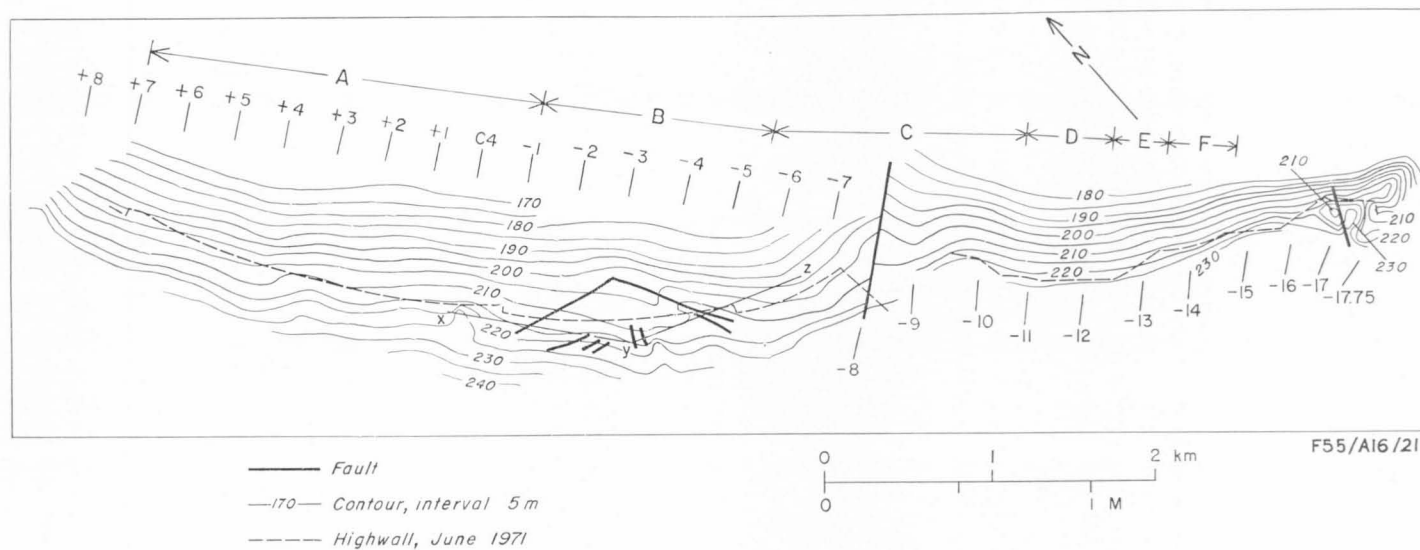 N
A B C D E F
+8 +7 +6 +5 +4 +3 +2 +1 C4 -1 -2 -3 -4 -5 -6 -7
170
180
190
200
210
220
230
240
x
y
z
180
190
200
210
220
230
210
210
220
230
-8 -9 -10 -11 -12 -13 -14 -15 -16 -17 -17.75
F55/A16/21
Fault
170 Contour, interval 5 m
Highwall, June 1971
0 1 2 km
0 1 M